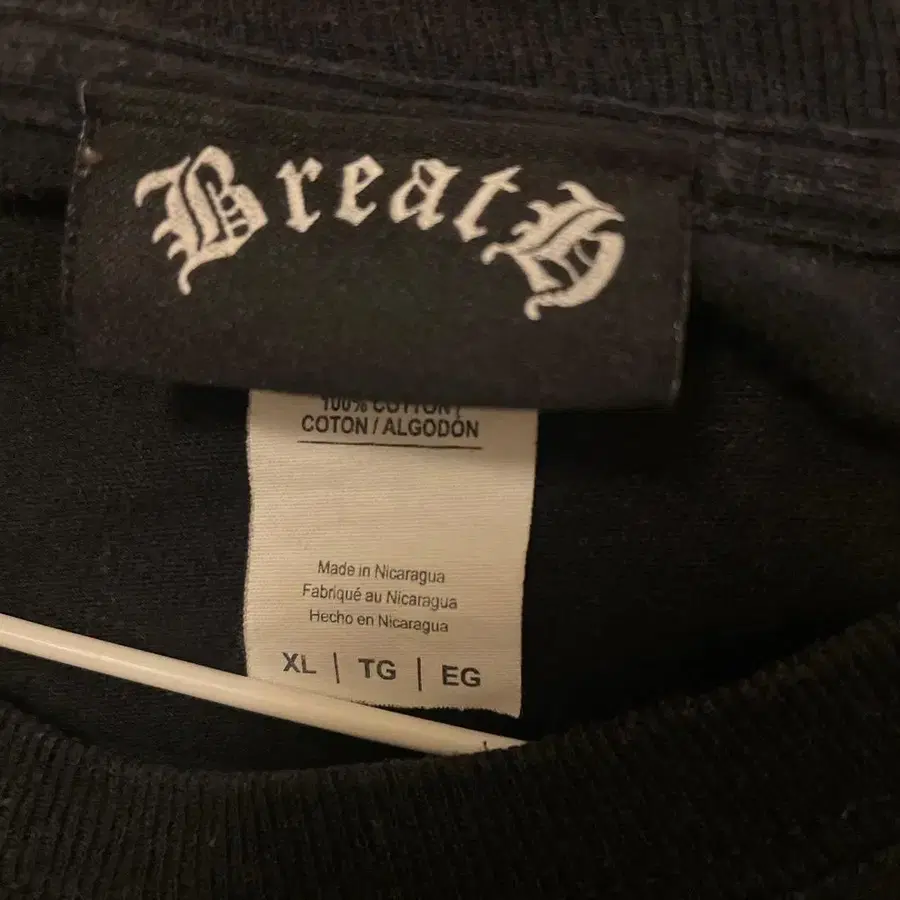 BreatH
100% COTTON /
COTON / ALGODÓN
Made in Nicaragua
Fabriqué au Nicaragua
Hecho en Nicaragua
XL | TG | EG